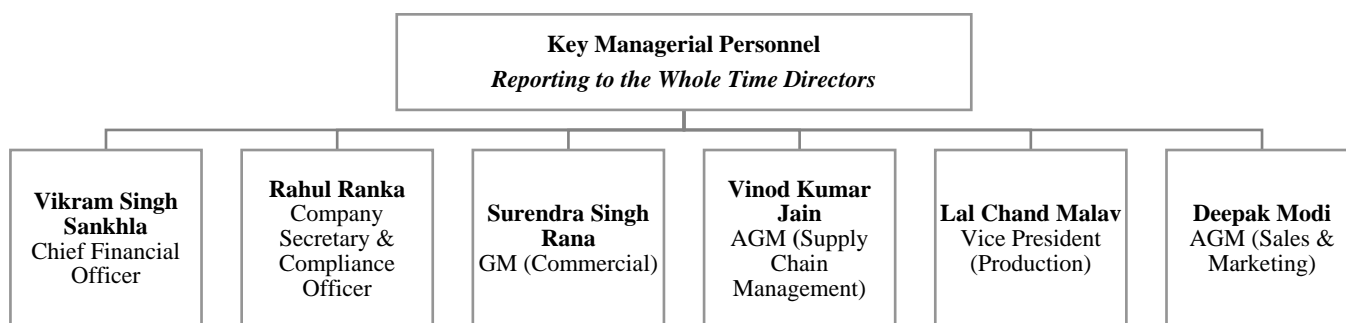 Key Managerial Personnel
Reporting to the Whole Time Directors
Vikram Singh
Sankhla
Chief Financial
Officer
Rahul Ranka
Company
Secretary &
Compliance
Officer
Surendra Singh
Rana
GM (Commercial)
Vinod Kumar
Jain
AGM (Supply
Chain
Management)
Lal Chand Malav
Vice President
(Production)
Deepak Modi
AGM (Sales &
Marketing)